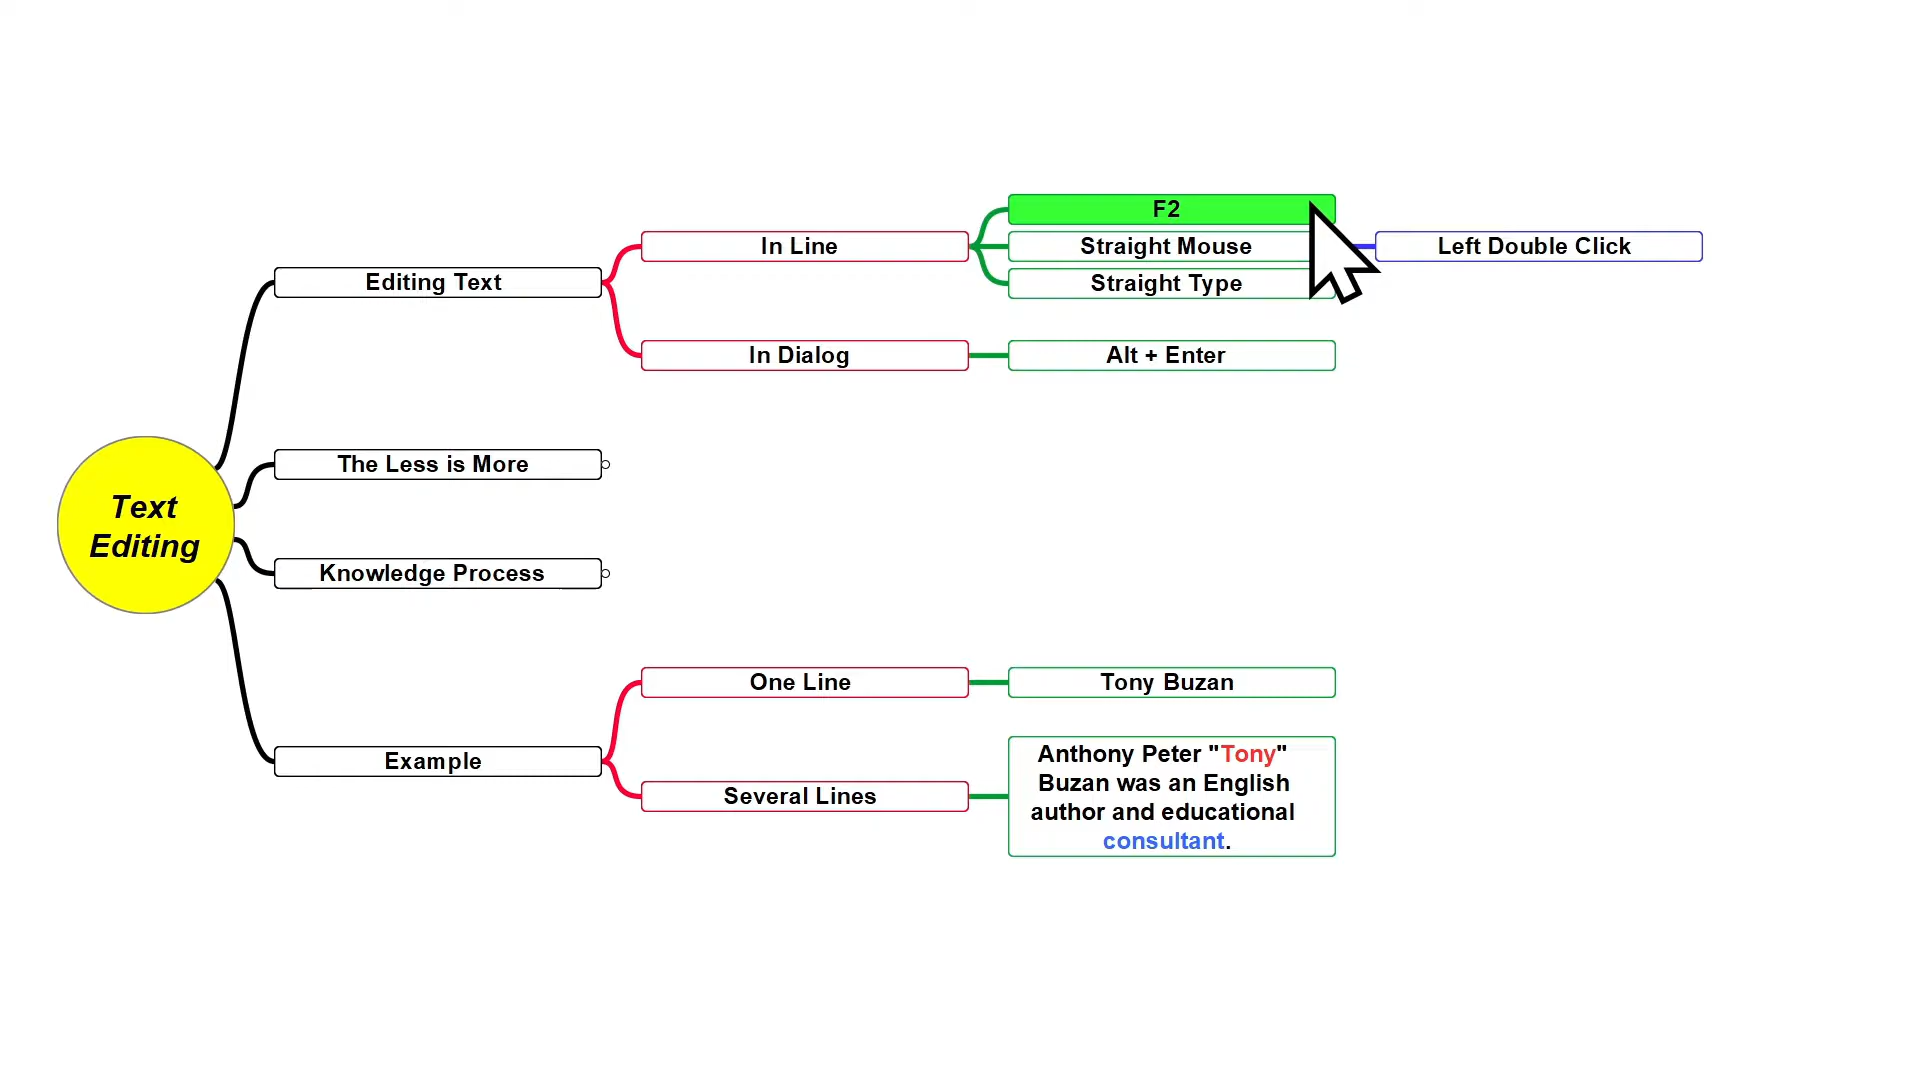 Text
Editing
Editing Text
In Line
F2
Straight Mouse
Left Double Click
Straight Type
In Dialog
Alt + Enter
The Less is More
Knowledge Process
Example
One Line
Tony Buzan
Several Lines
Anthony Peter "Tony"
Buzan was an English
author and educational
consultant.